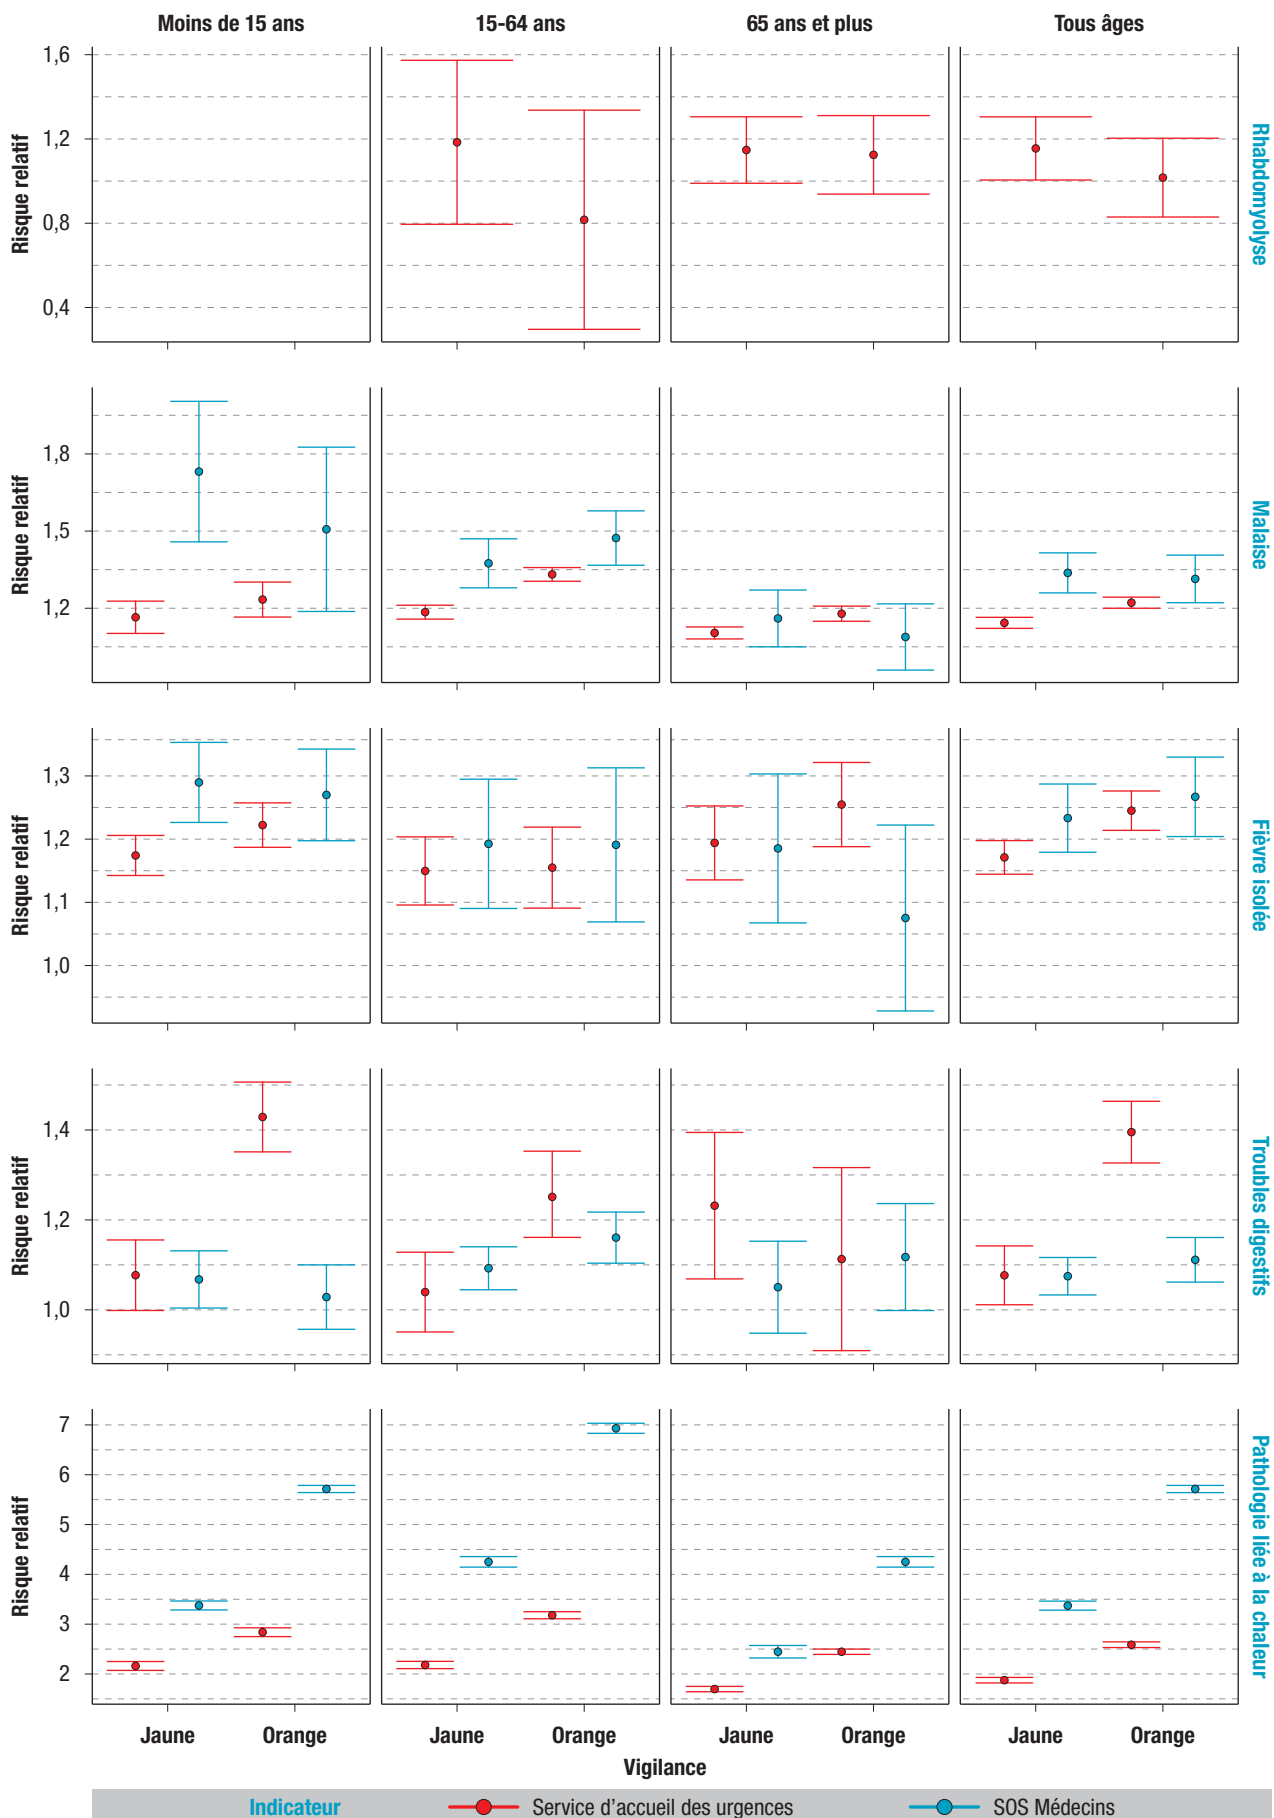 Moins de 15 ans 15-64 ans 65 ans et plus Tous âges
1,6
1,2
0,8
0,4
Risque relatif
Rhabdomyolyse
1,8
1,5
1,2
Risque relatif
Malaise
1,3
1,2
1,1
1,0
Risque relatif
Fièvre isolée
1,4
1,2
1,0
Risque relatif
Troubles digestifs
7
6
5
4
3
2
Risque relatif
Pathologie liée à la chaleur
Jaune Orange Jaune Orange Jaune Orange Jaune Orange
Vigilance
Indicateur Service d'accueil des urgences SOS Médecins